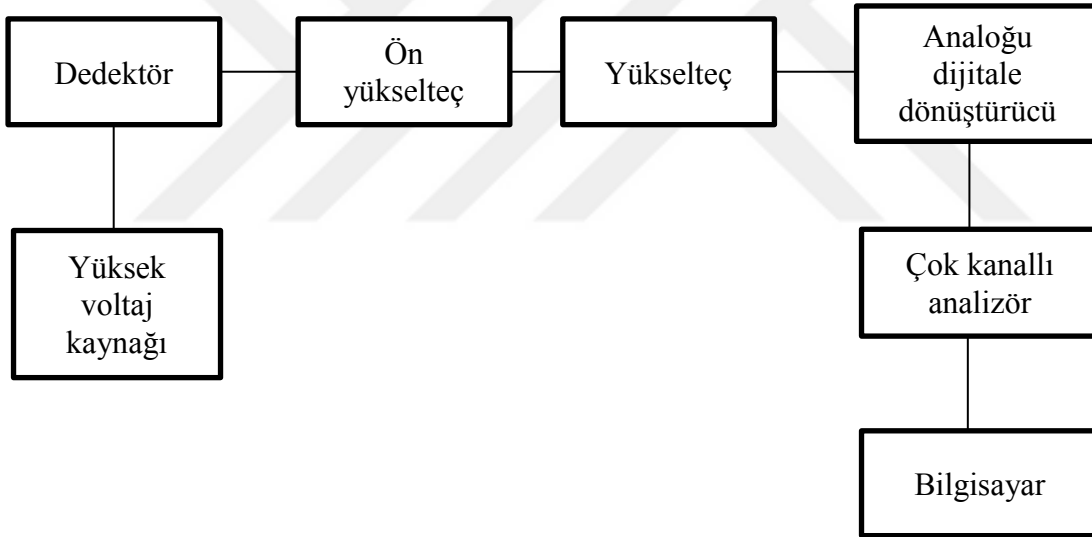 Dedektör
Ön
yükselteç
Yükselteç
Analoğu
dijitale
dönüştürücü
Yüksek
voltaj
kaynağı
Çok kanallı
analizör
Bilgisayar